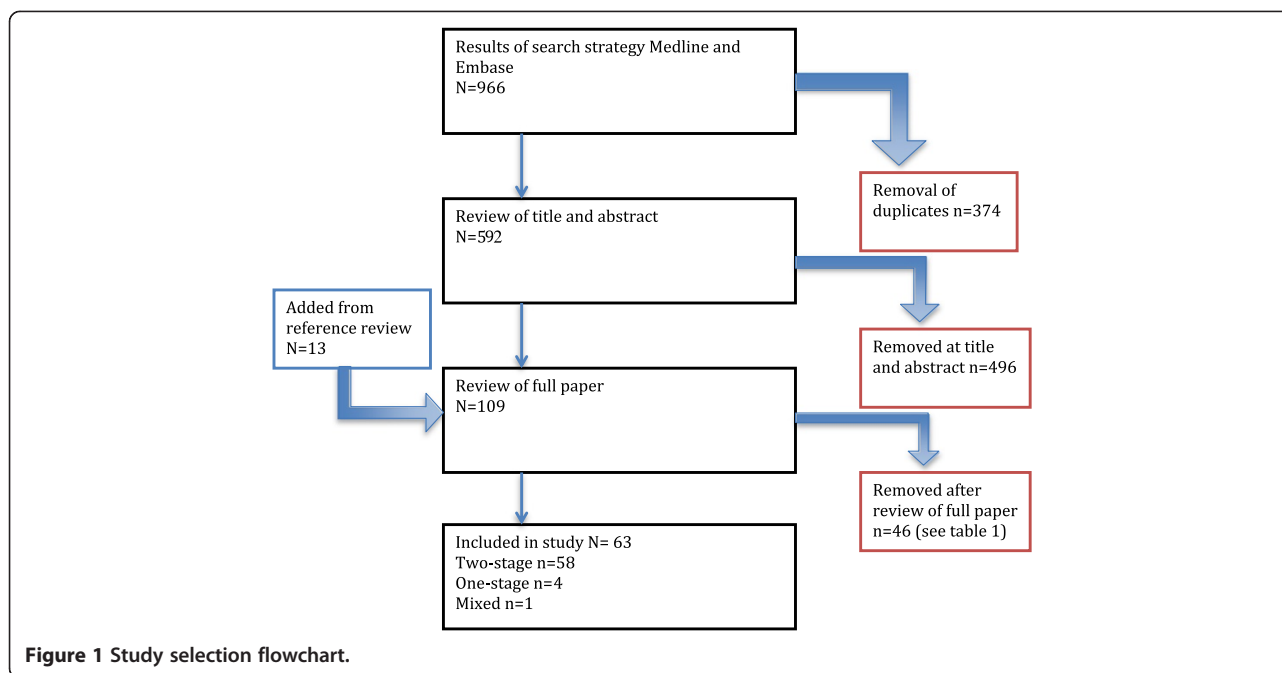 Results of search strategy Medline and
Embase
N=966
Removal of
duplicates n=374
Review of title and abstract
N=592
Removed at title
and abstract n=496
Added from
reference review
N=13
Review of full paper
N=109
Removed after
review of full paper
n=46 (see table 1)
Included in study N= 63
Two-stage n=58
One-stage n=4
Mixed n=1
Figure 1 Study selection flowchart.